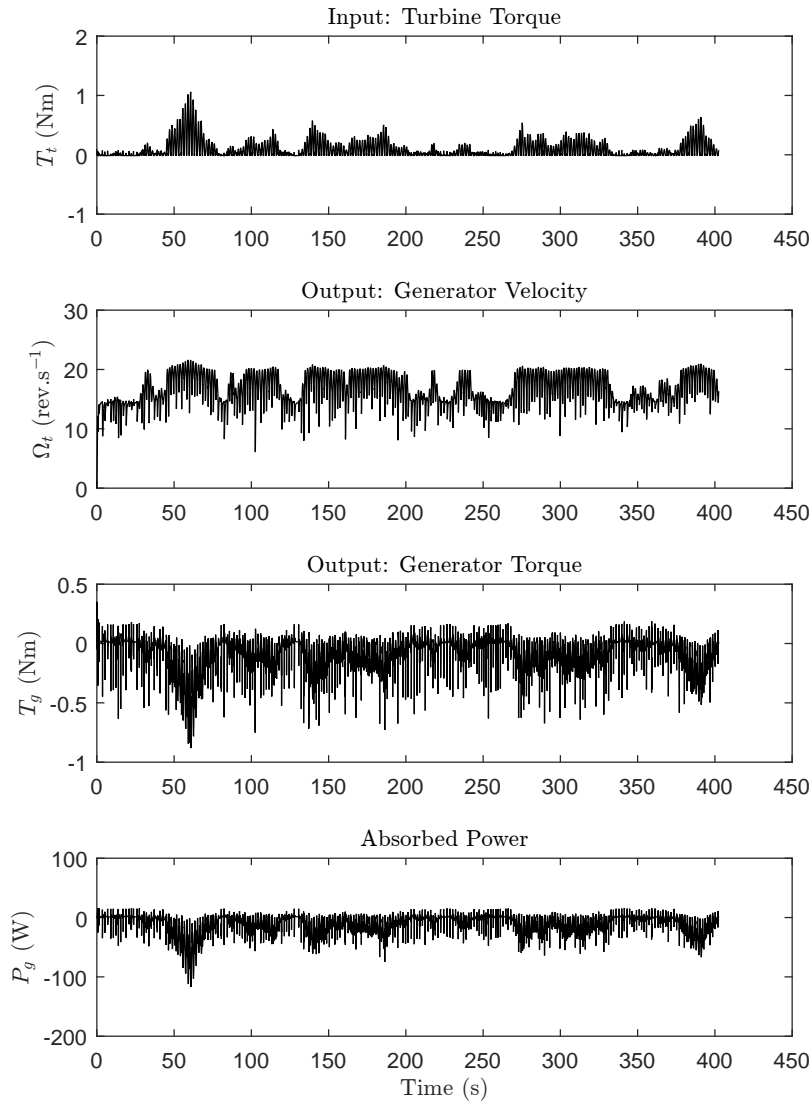 Input: Turbine Torque
2
1
0
-1
T_t (Nm)
0 50 100 150 200 250 300 350 400 450
Output: Generator Velocity
30
20
10
0
Ω_t (rev.s⁻¹)
0 50 100 150 200 250 300 350 400 450
Output: Generator Torque
0.5
0
-0.5
-1
T_g (Nm)
0 50 100 150 200 250 300 350 400 450
Absorbed Power
100
0
-100
-200
P_g (W)
0 50 100 150 200 250 300 350 400 450
Time (s)